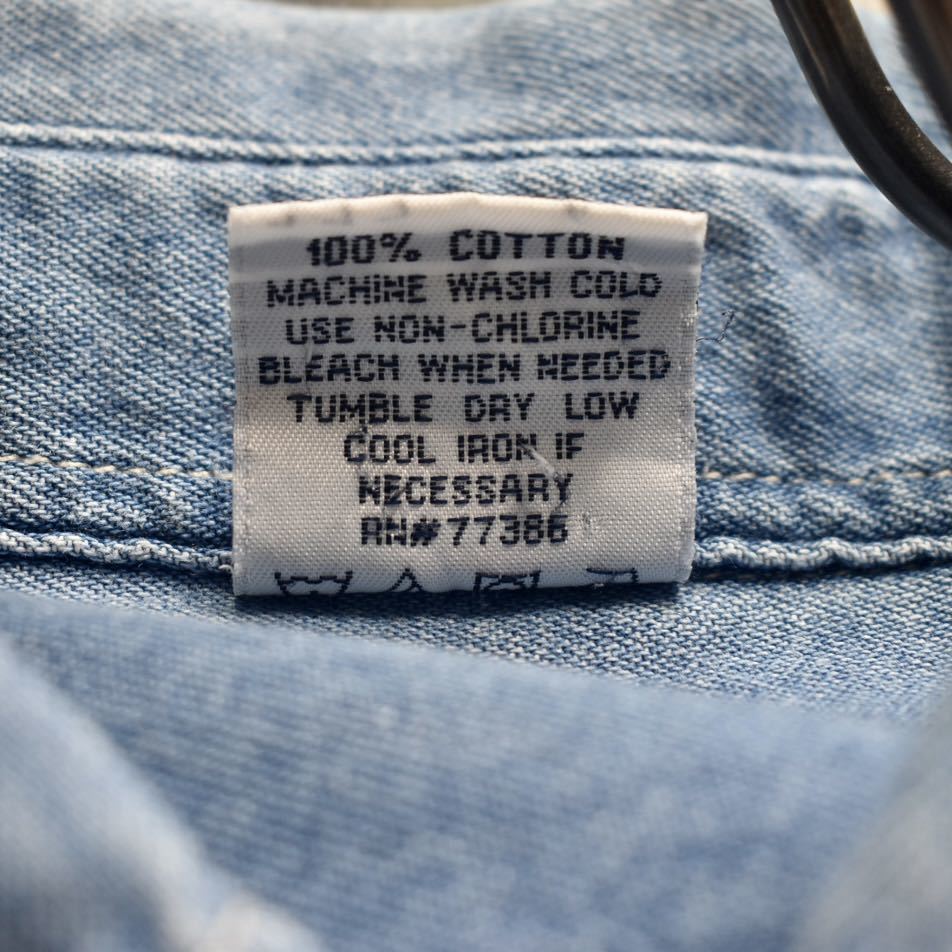 100% COTTON
MACHINE WASH COLD
USE NON-CHLORINE
BLEACH WHEN NEEDED
TUMBLE DRY LOW
COOL IRON IF
NECESSARY
RN#77386